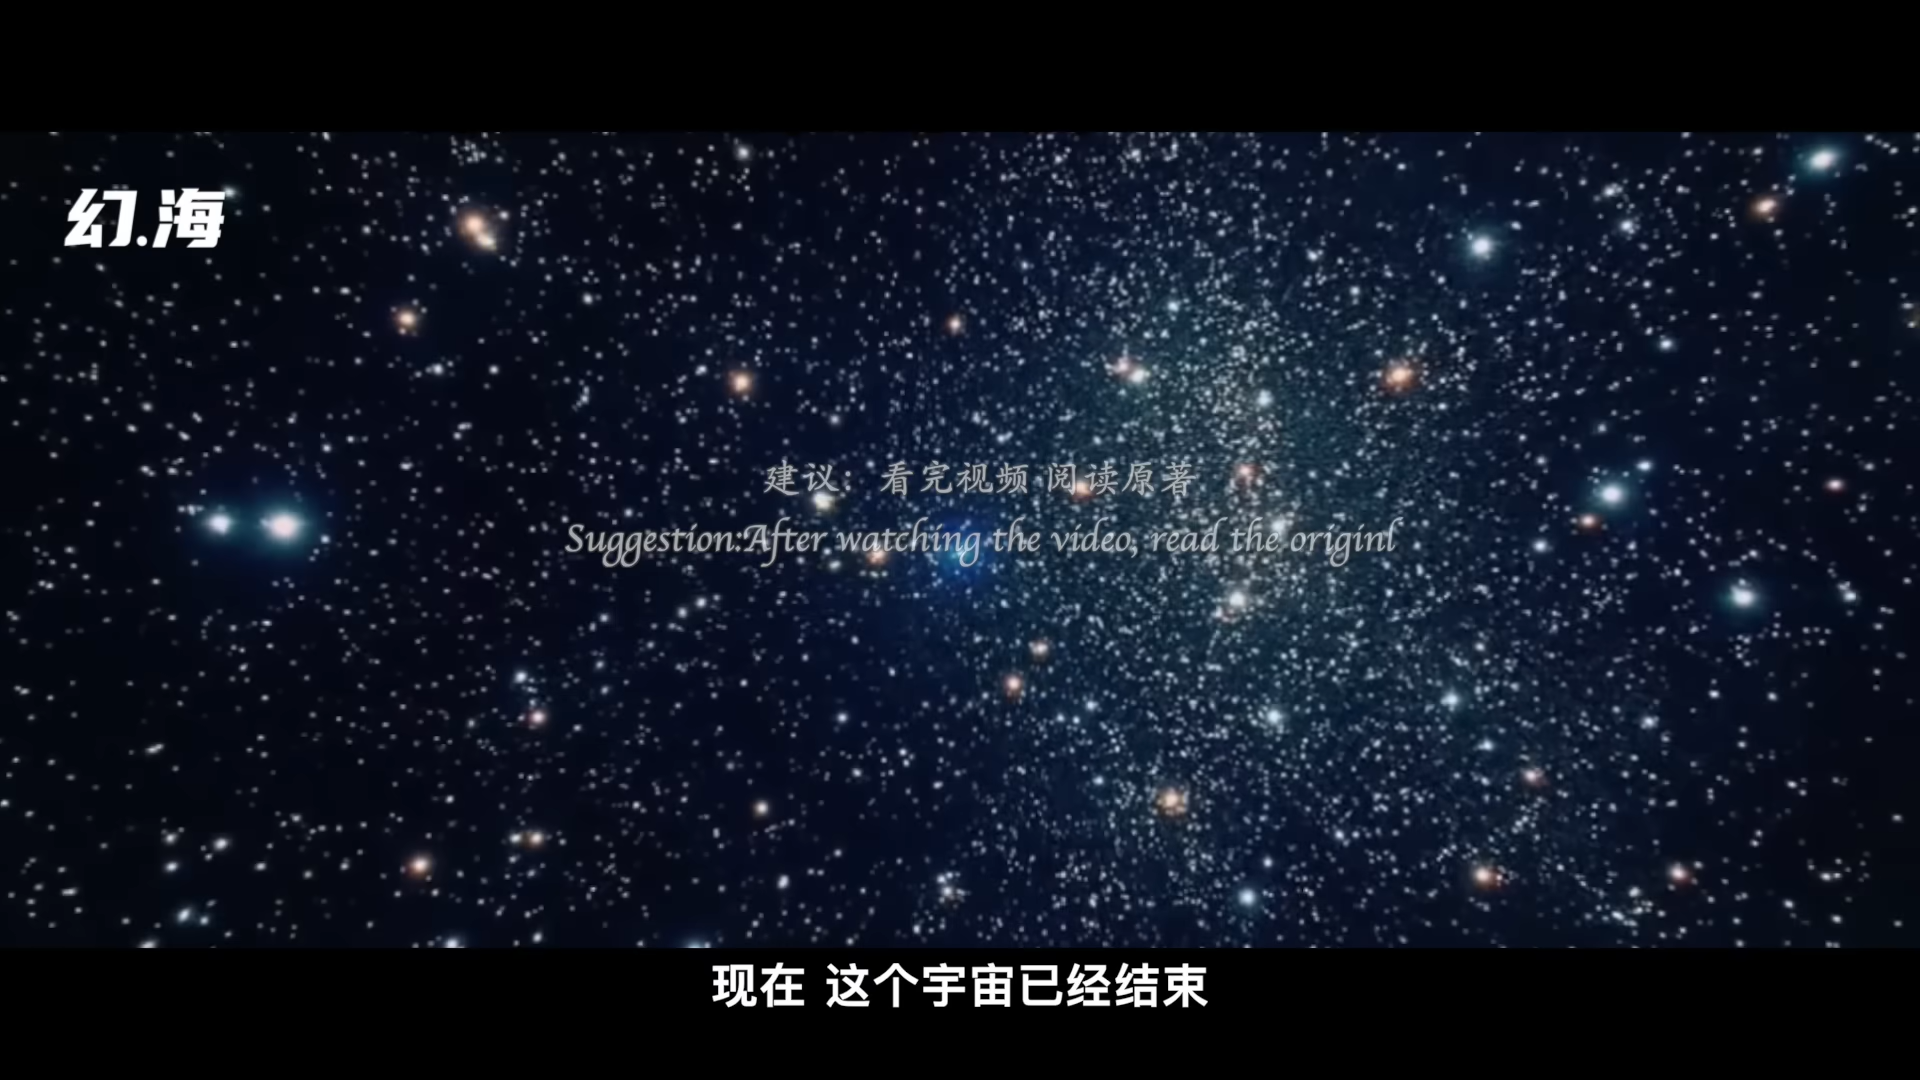 幻.海
建议：看完视频 阅读原著
Suggestion:After watching the video, read the originl
现在 这个宇宙已经结束